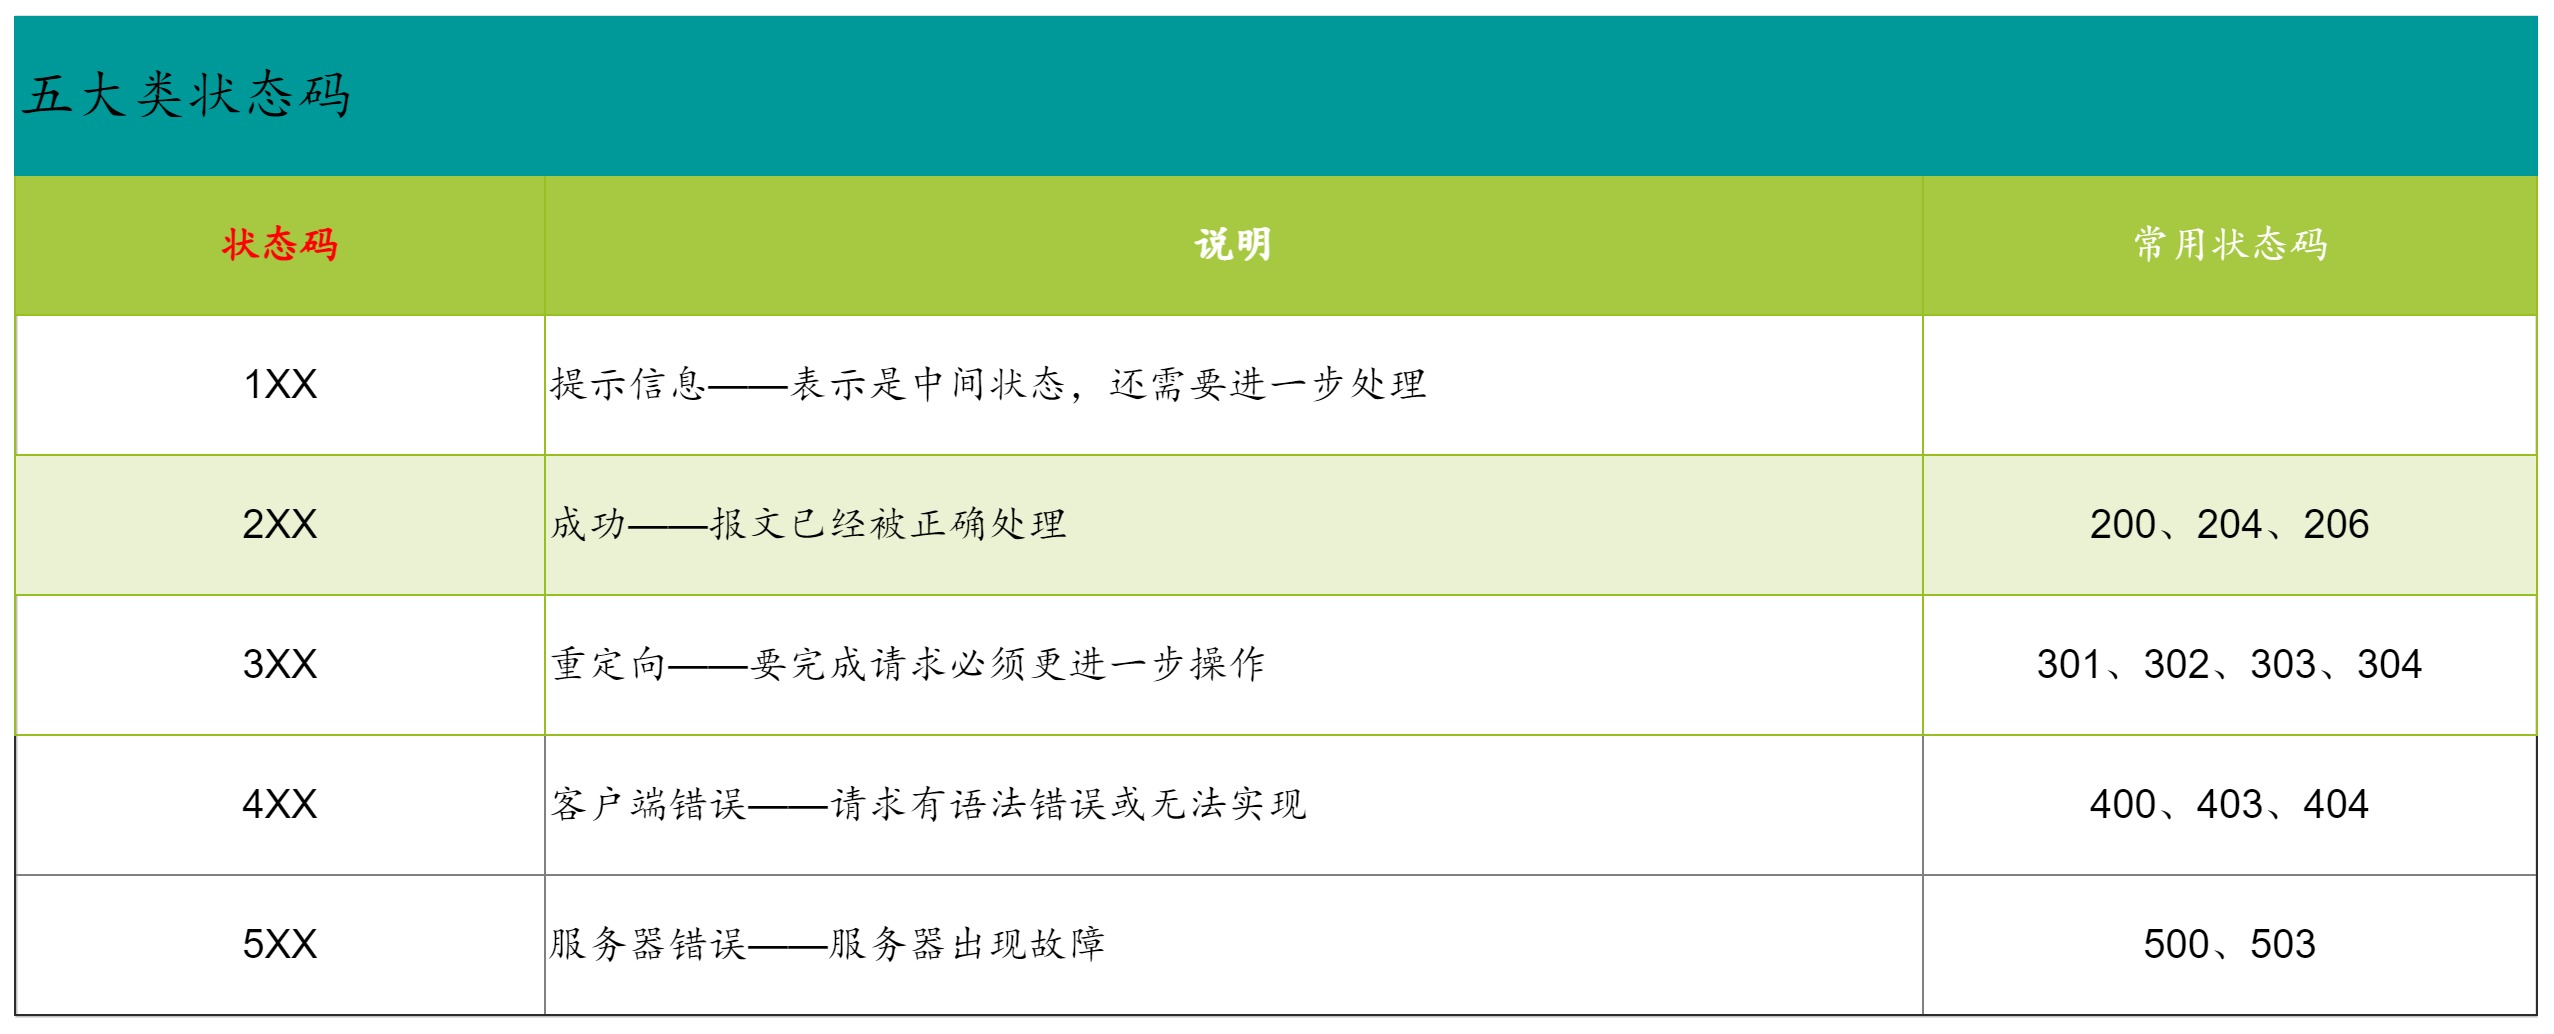 五大类状态码
状态码 说明 常用状态码
1XX 提示信息——表示是中间状态，还需要进一步处理
2XX 成功——报文已经被正确处理 200、204、206
3XX 重定向——要完成请求必须更进一步操作 301、302、303、304
4XX 客户端错误——请求有语法错误或无法实现 400、403、404
5XX 服务器错误——服务器出现故障 500、503